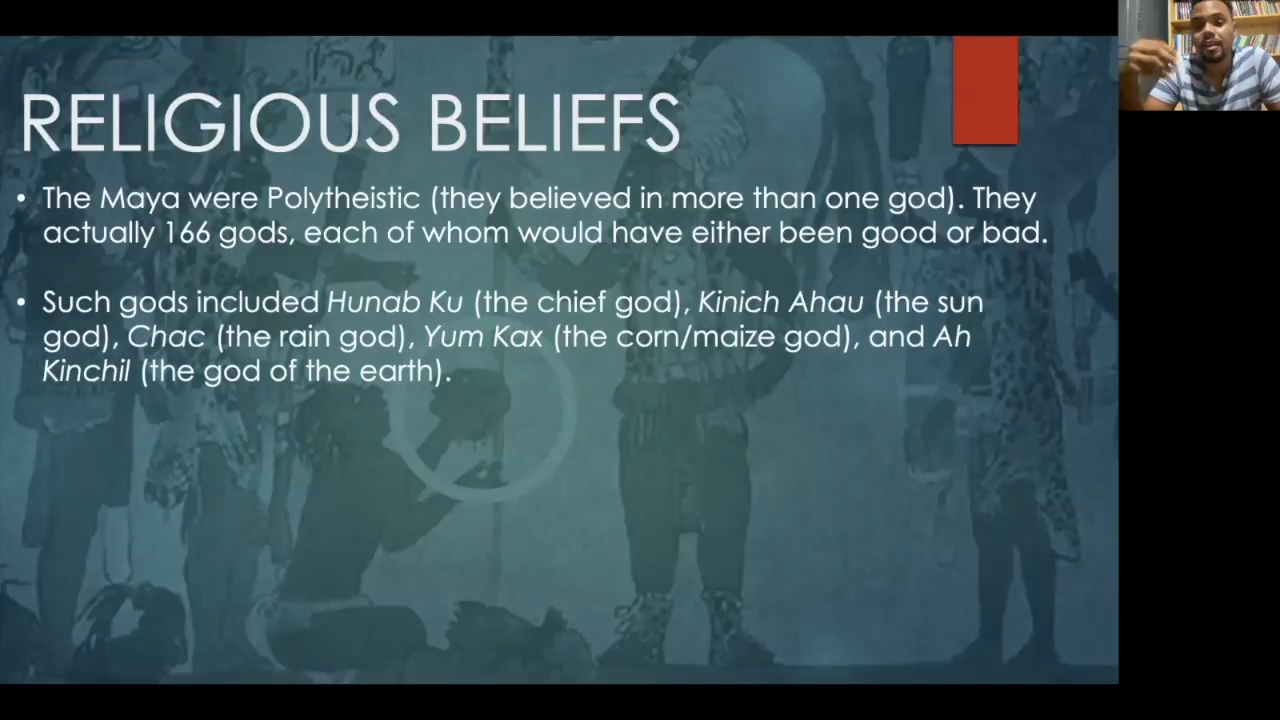 RELIGIOUS BELIEFS
• The Maya were Polytheistic (they believed in more than one god). They
actually 166 gods, each of whom would have either been good or bad.
• Such gods included Hunab Ku (the chief god), Kinich Ahau (the sun
god), Chac (the rain god), Yum Kax (the corn/maize god), and Ah
Kinchil (the god of the earth).